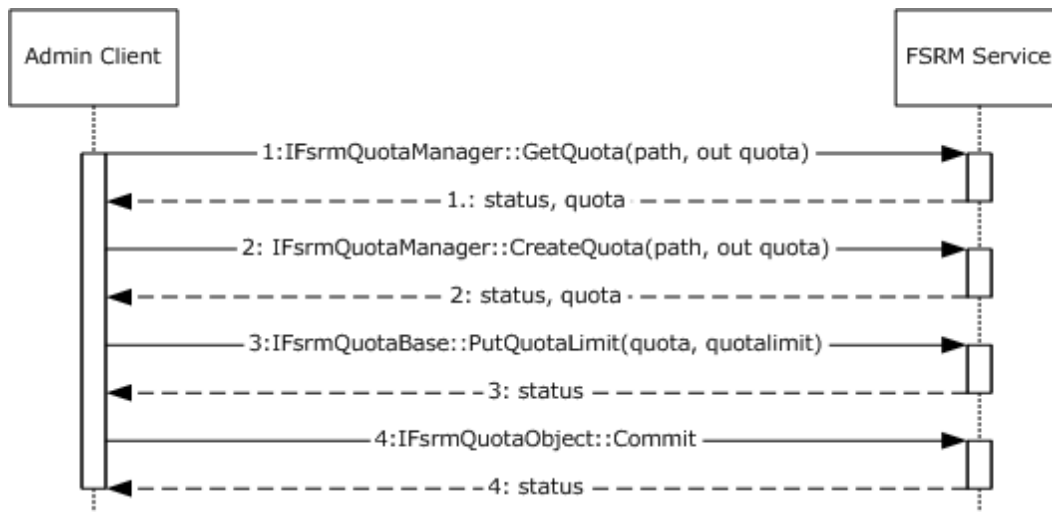 Admin Client
FSRM Service
1:IFsrmQuotaManager::GetQuota(path, out quota)
1.: status, quota
2: IFsrmQuotaManager::CreateQuota(path, out quota)
2: status, quota
3:IFsrmQuotaBase::PutQuotaLimit(quota, quotalimit)
3: status
4:IFsrmQuotaObject::Commit
4: status